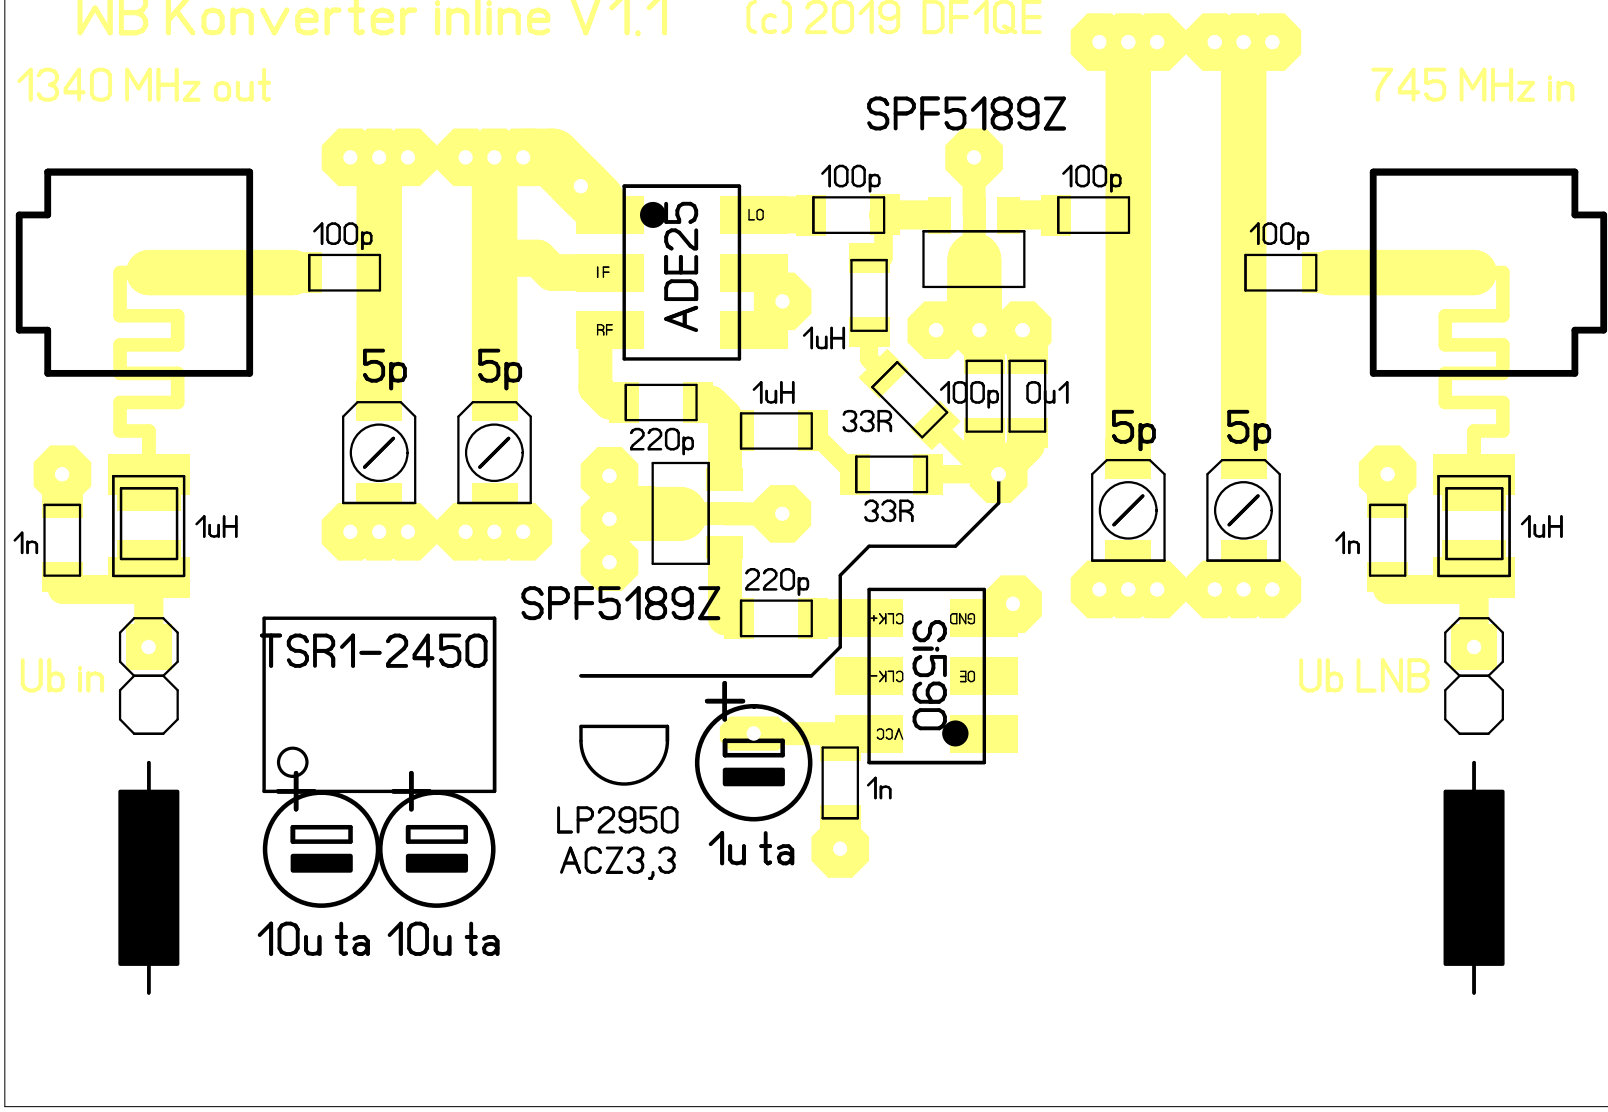 WB Konverter inline V1.1
(c) 2019 DF1QE
1340 MHz out
745 MHz in
SPF5189Z
100p
100p
LO
ADE25
100p
100p
IF
RF
1uH
5p
5p
1uH
100p
0u1
33R
220p
5p
5p
33R
1n
1uH
1n
1uH
220p
SPF5189Z
CLK+
GND
TSR1-2450
Si590
CLK-
OE
Ub in
Ub LNB
VCC
1n
LP2950
ACZ3,3
1u ta
10u ta
10u ta